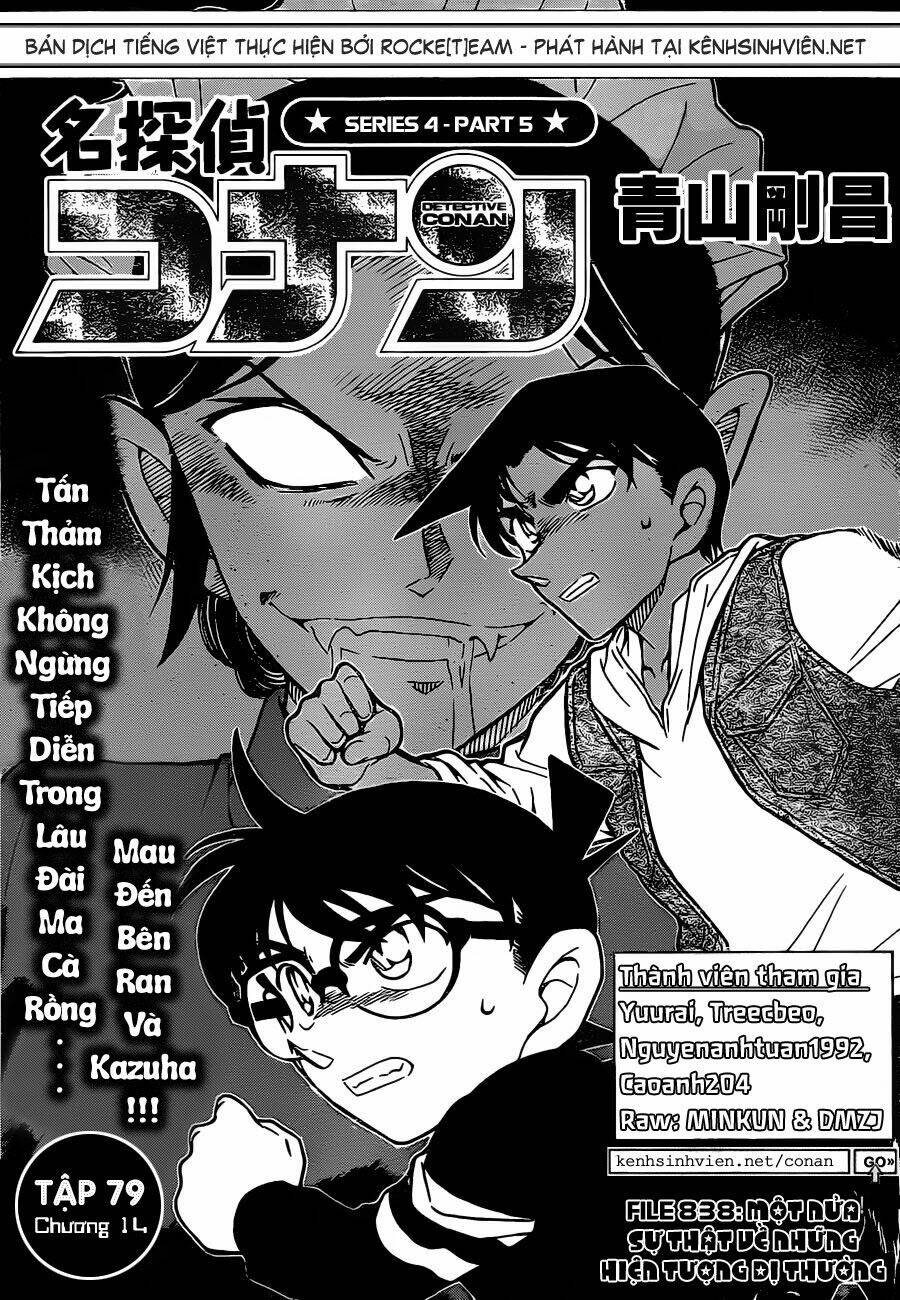 BẢN DỊCH TIẾNG VIỆT THỰC HIỆN BỞI ROCKE[T]EAM - PHÁT HÀNH TẠI KÊNHSINHVIÊN.NET
名探偵
★ SERIES 4 - PART 5 ★
コナン
DETECTIVE
CONAN
青山剛昌
Tấn
Thảm
Kịch
Không
Ngừng
Tiếp
Diễn
Trong
Lâu
Đài
Ma
Cà
Rồng
...
Mau
Đến
Bên
Ran
Và
Kazuha
!!!
Thành viên tham gia
Yuurai, Treecbeo,
Nguyenanhtuan1992,
Caoanh204
Raw: MINKUN & DMZJ
kenhsinhvien.net/conan GO»
TẬP 79
Chương 14
FILE 838: MỘT NỬA
SỰ THẬT VỀ NHỮNG
HIỆN TƯỢNG DỊ THƯỜNG